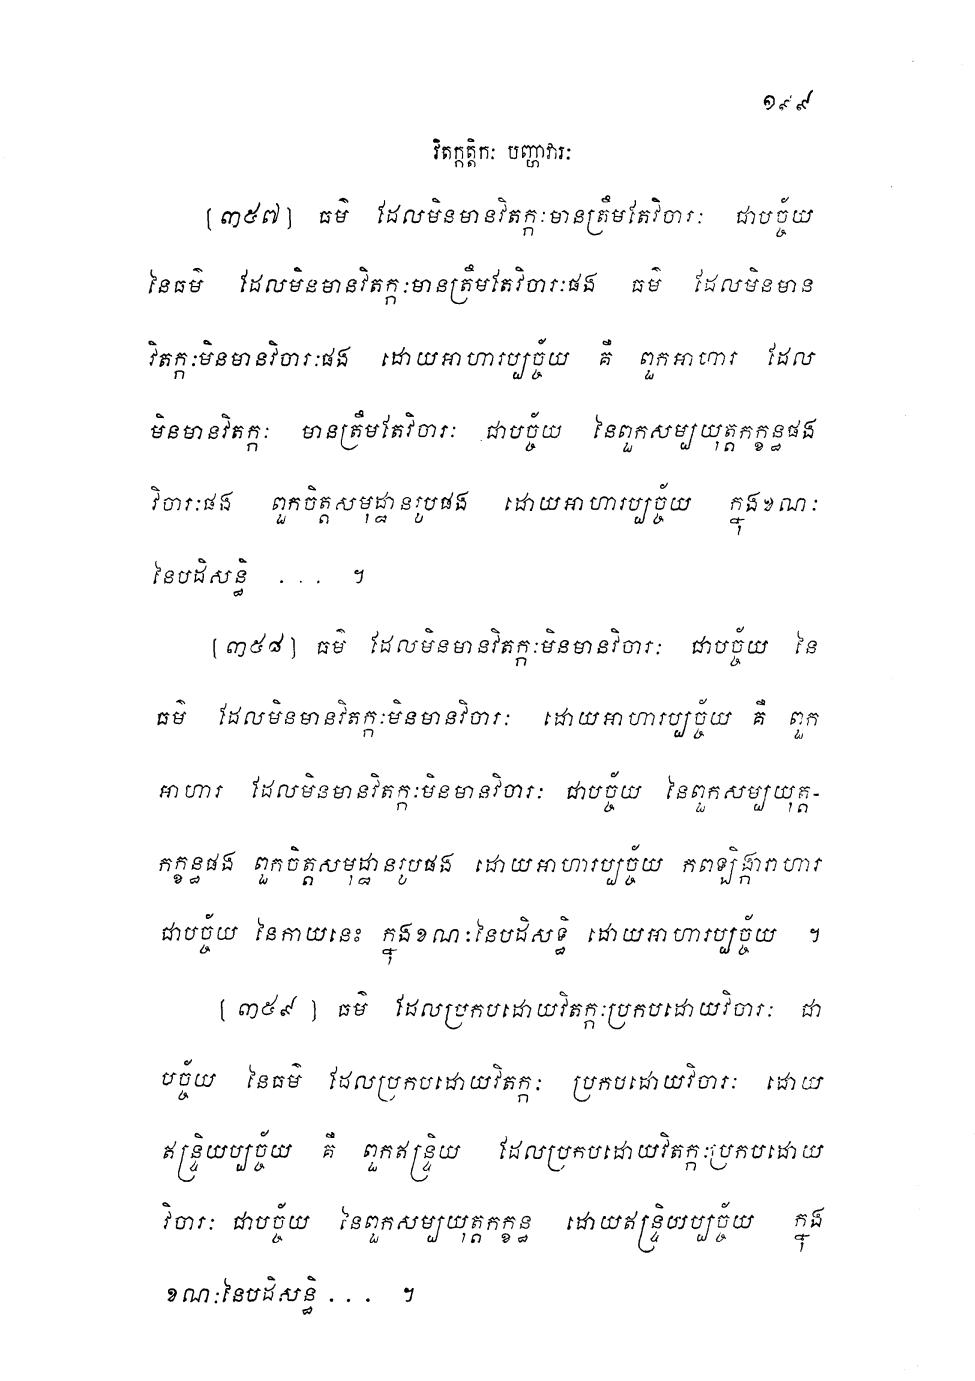 ១៩៩
វិតក្កត្តិកៈ បញ្ហាវារៈ
[៣៥៧] ធម៌ ដែលមិនមានវិតក្កៈមានត្រឹមតែវិចារៈ ជាបច្ច័យ
នៃធម៌ ដែលមិនមានវិតក្កៈមានត្រឹមតែវិចារៈផង ធម៌ ដែលមិនមាន
វិតក្កៈមិនមានវិចារៈផង ដោយអាហារប្បច្ច័យ គឺ ពួកអាហារ ដែល
មិនមានវិតក្កៈ មានត្រឹមតែវិចារៈ ជាបច្ច័យ នៃពួកសម្បយុត្តកក្ខន្ធផង
វិចារៈផង ពួកចិត្តសមុដ្ឋានរូបផង ដោយអាហារប្បច្ច័យ ក្នុងខណៈ
នៃបដិសន្ធិ . . . ។
[៣៥៨] ធម៌ ដែលមិនមានវិតក្កៈមិនមានវិចារៈ ជាបច្ច័យ នៃ
ធម៌ ដែលមិនមានវិតក្កៈមិនមានវិចារៈ ដោយអាហារប្បច្ច័យ គឺ ពួក
អាហារ ដែលមិនមានវិតក្កៈមិនមានវិចារៈ ជាបច្ច័យ នៃពួកសម្បយុត្ត-
កក្ខន្ធផង ពួកចិត្តសមុដ្ឋានរូបផង ដោយអាហារប្បច្ច័យ កពឡិង្ការាហារ
ជាបច្ច័យ នៃកាយនេះ ក្នុងខណៈនៃបដិសន្ធិ ដោយអាហារប្បច្ច័យ ។
[៣៥៩] ធម៌ ដែលប្រកបដោយវិតក្កៈប្រកបដោយវិចារៈ ជា
បច្ច័យ នៃធម៌ ដែលប្រកបដោយវិតក្កៈ ប្រកបដោយវិចារៈ ដោយ
ឥន្ទ្រិយប្បច្ច័យ គឺ ពួកឥន្ទ្រិយ ដែលប្រកបដោយវិតក្កៈប្រកបដោយ
វិចារៈ ជាបច្ច័យ នៃពួកសម្បយុត្តកក្ខន្ធ ដោយឥន្ទ្រិយប្បច្ច័យ ក្នុង
ខណៈនៃបដិសន្ធិ . . . ។